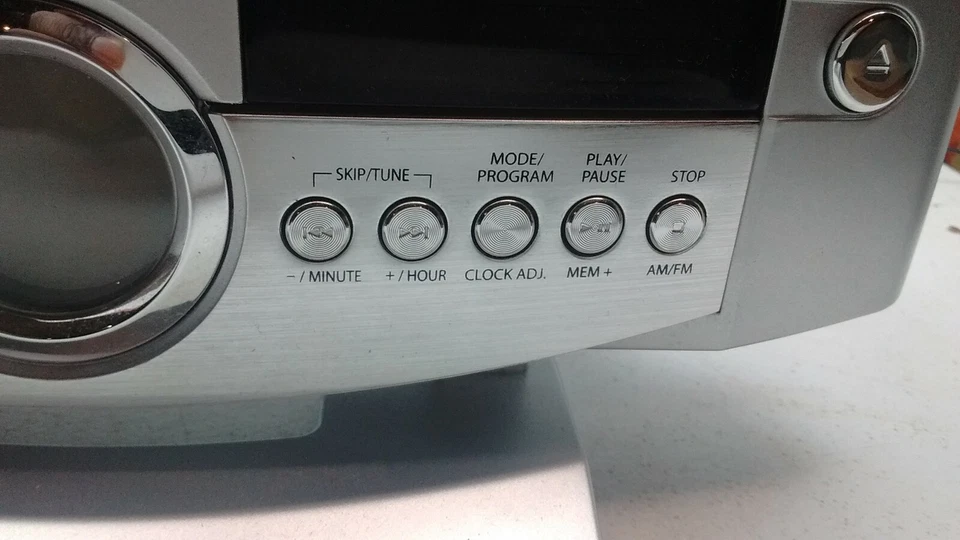 SKIP/TUNE
MODE/
PROGRAM
PLAY/
PAUSE
STOP
- / MINUTE
+ / HOUR
CLOCK ADJ.
MEM +
AM/FM